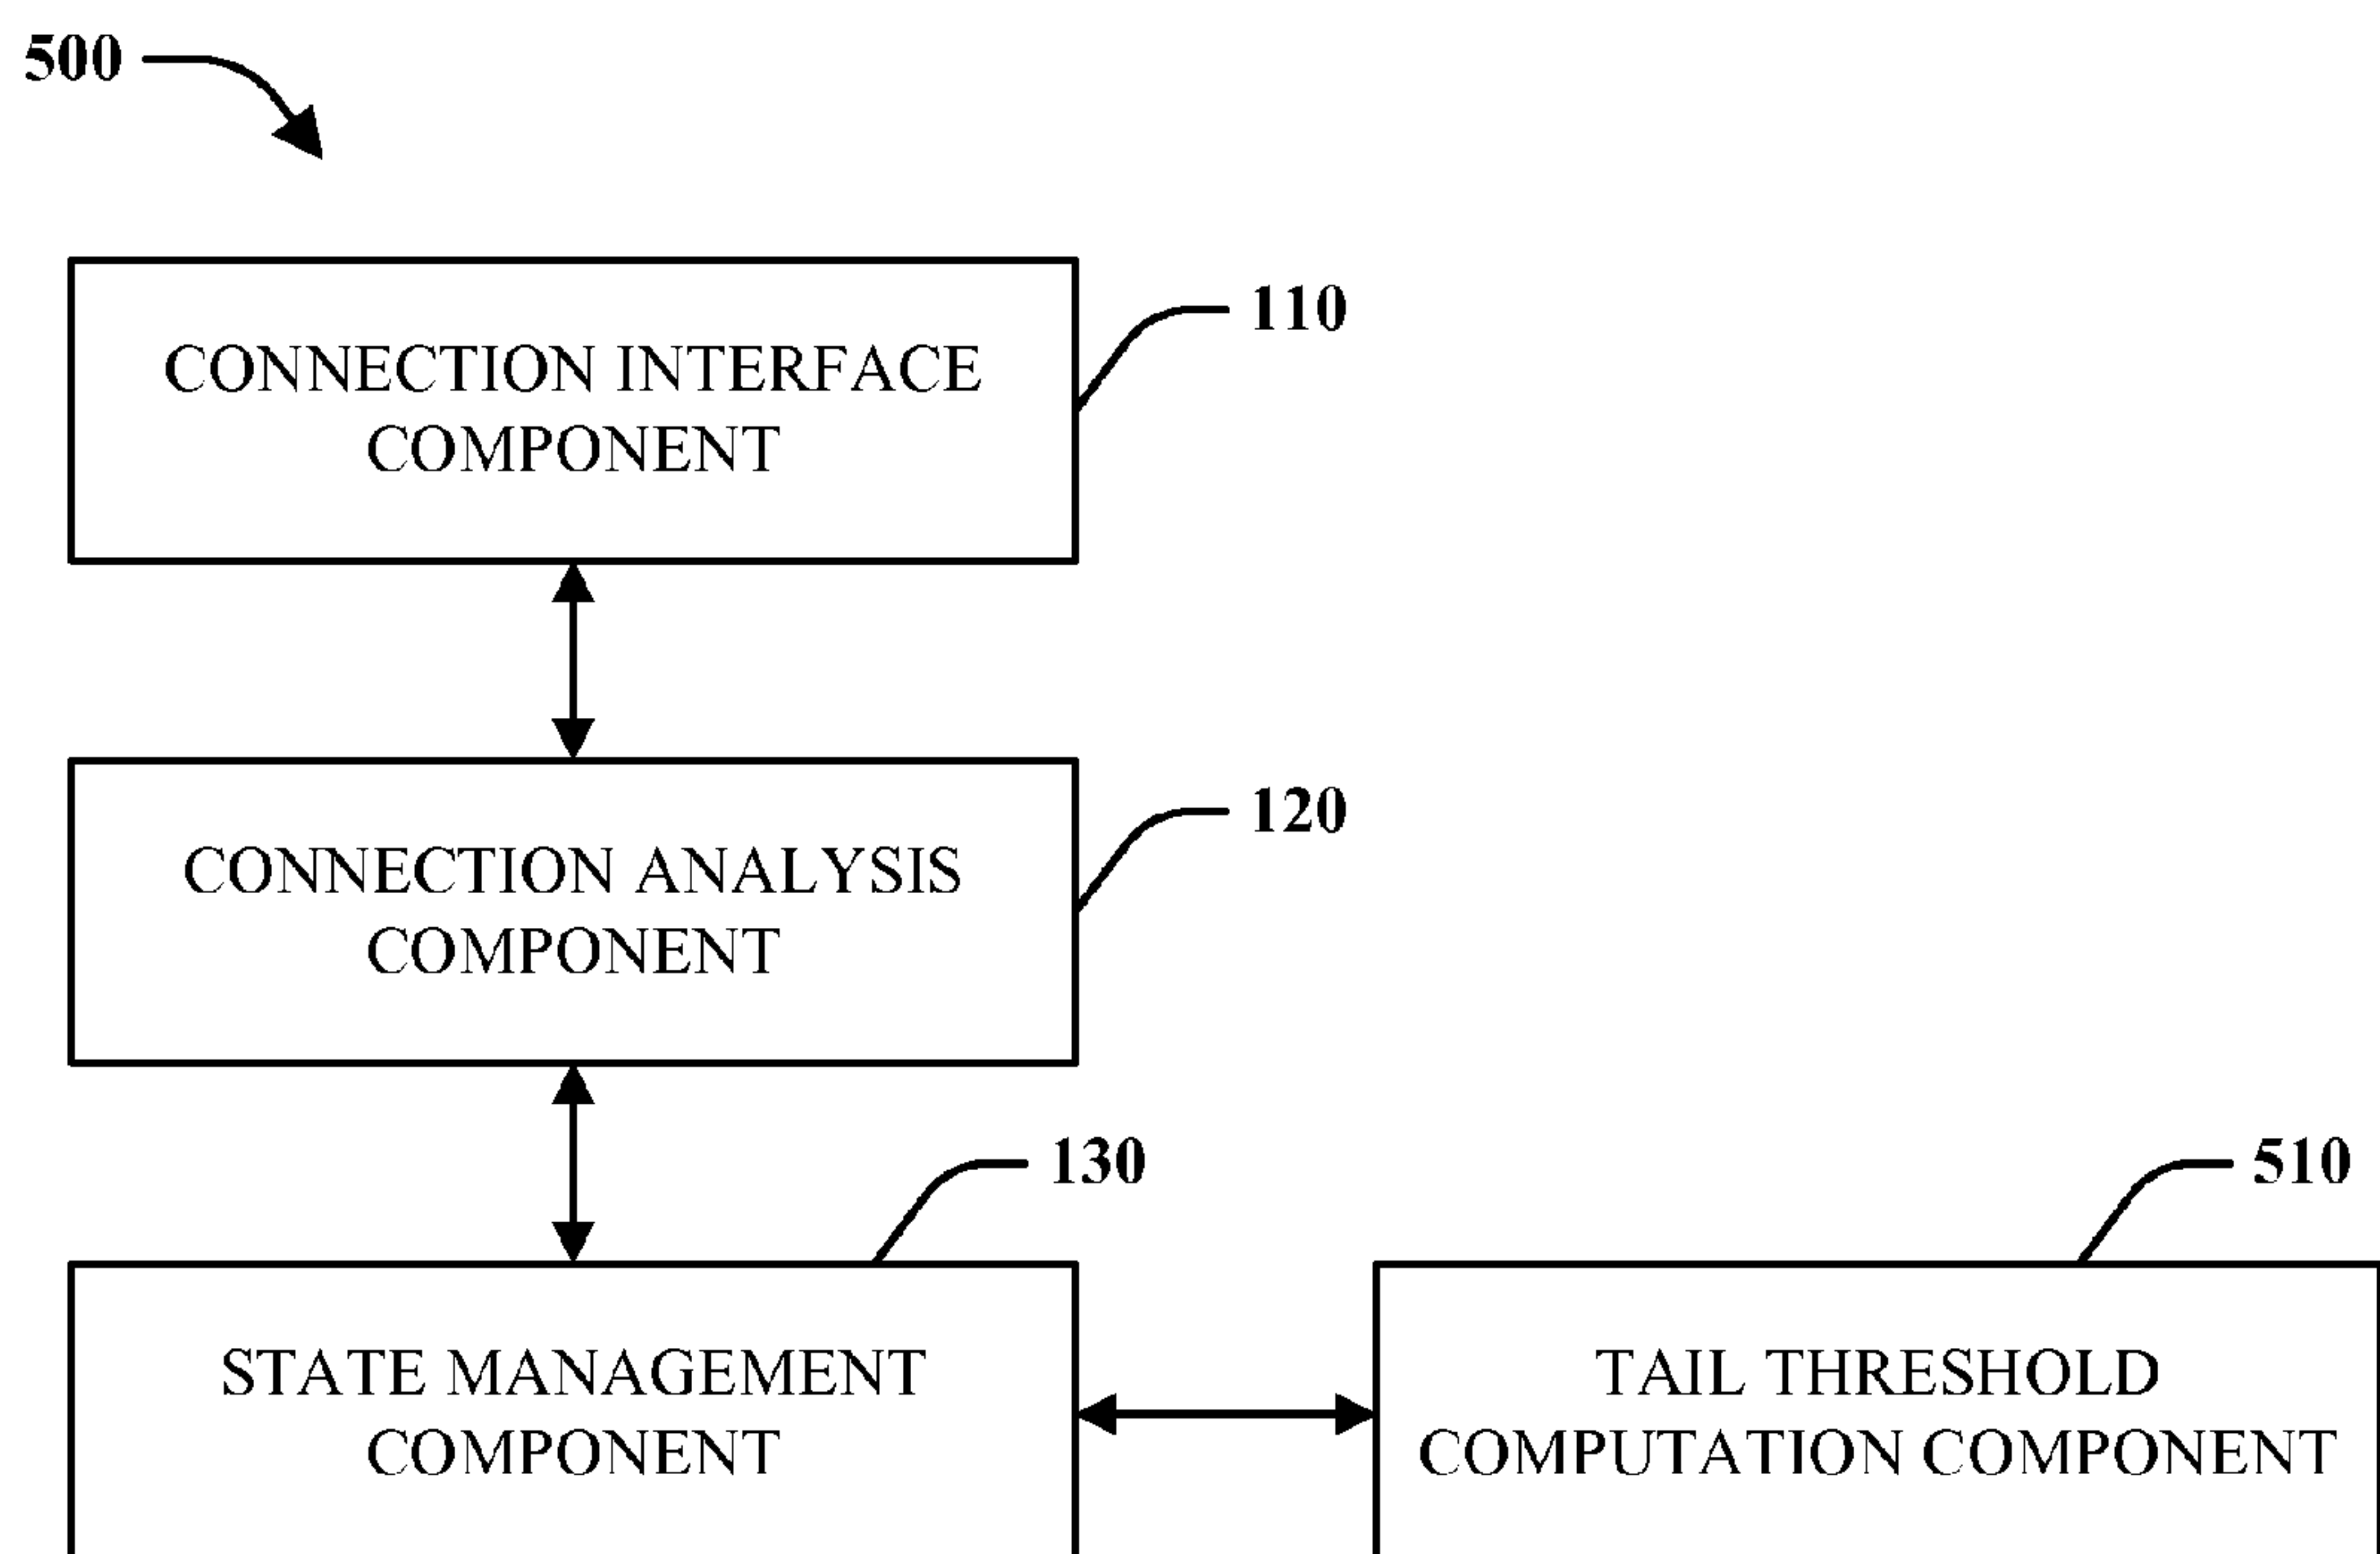 500
110
CONNECTION INTERFACE
COMPONENT
120
CONNECTION ANALYSIS
COMPONENT
130
510
STATE MANAGEMENT
COMPONENT
TAIL THRESHOLD
COMPUTATION COMPONENT